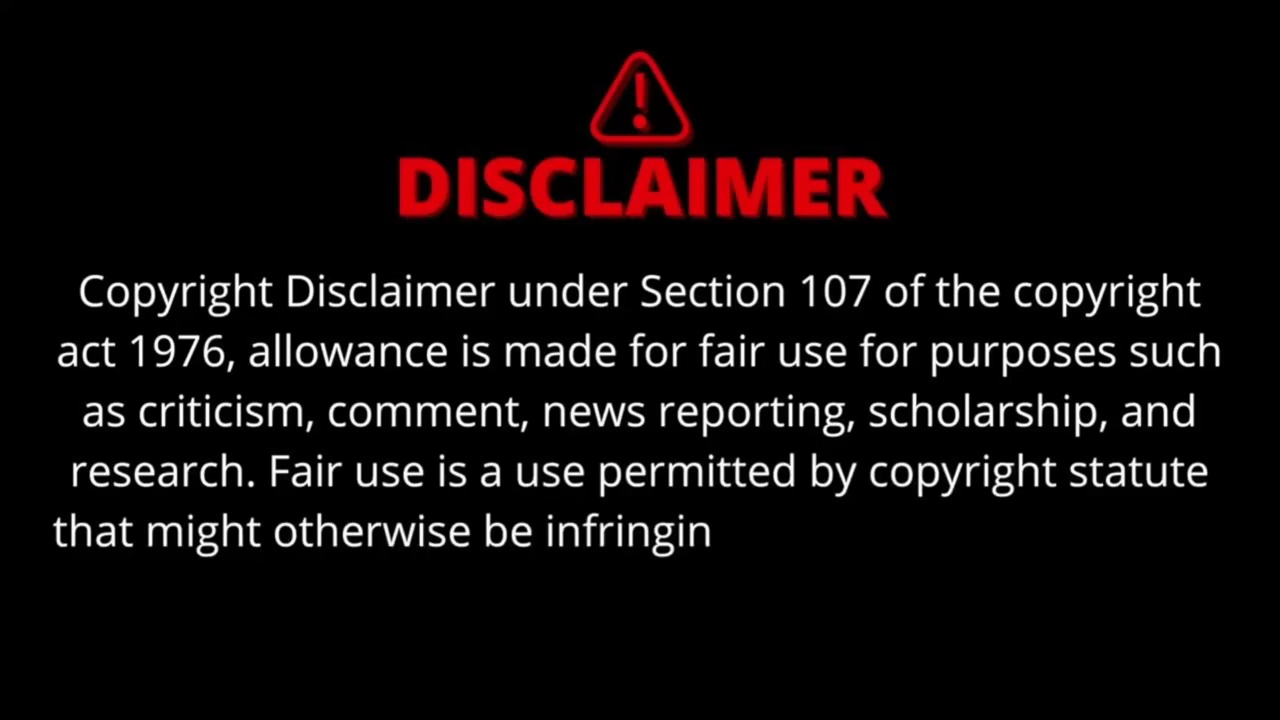 DISCLAIMER
Copyright Disclaimer under Section 107 of the copyright
act 1976, allowance is made for fair use for purposes such
as criticism, comment, news reporting, scholarship, and
research. Fair use is a use permitted by copyright statute
that might otherwise be infringin